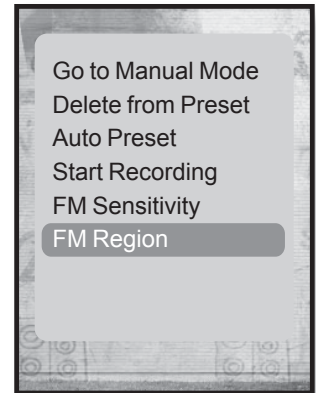 Go to Manual Mode
Delete from Preset
Auto Preset
Start Recording
FM Sensitivity
FM Region